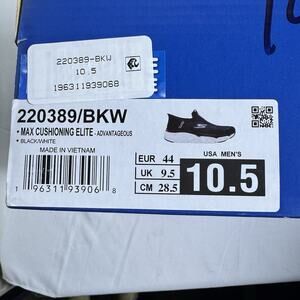 220389-BKW
10.5
196311939068
220389/BKW
• MAX CUSHIONING ELITE - ADVANTAGEOUS
• BLACK/WHITE
MADE IN VIETNAM
1 96311 93906 8
EUR 44
UK 9.5
CM 28.5
USA MEN'S
10.5